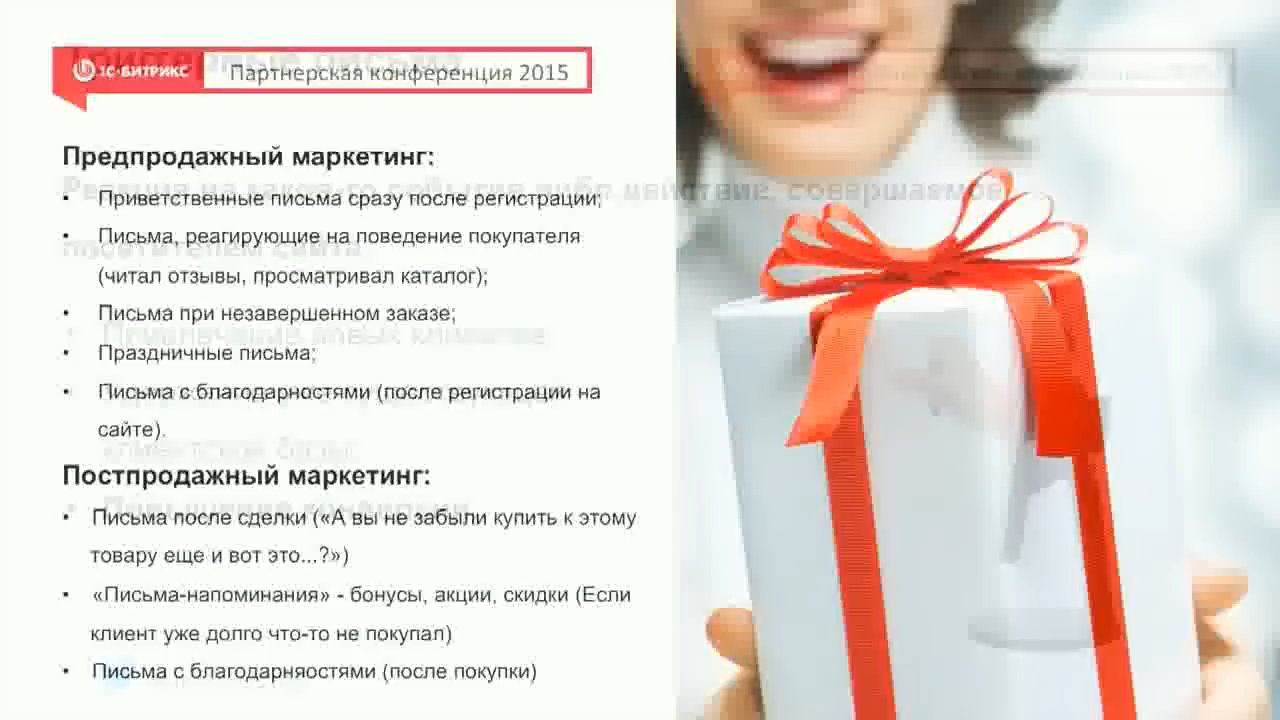 1С-БИТРИКС Партнерская конференция 2015
Предпродажный маркетинг:
• Приветственные письма сразу после регистрации;
• Письма, реагирующие на поведение покупателя
(читал отзывы, просматривал каталог);
• Письма при незавершенном заказе;
• Праздничные письма;
• Письма с благодарностями (после регистрации на
сайте).
Постпродажный маркетинг:
• Письма после сделки («А вы не забыли купить к этому
товару еще и вот это...?»)
• «Письма-напоминания» - бонусы, акции, скидки (Если
клиент уже долго что-то не покупал)
• Письма с благодарняостями (после покупки)